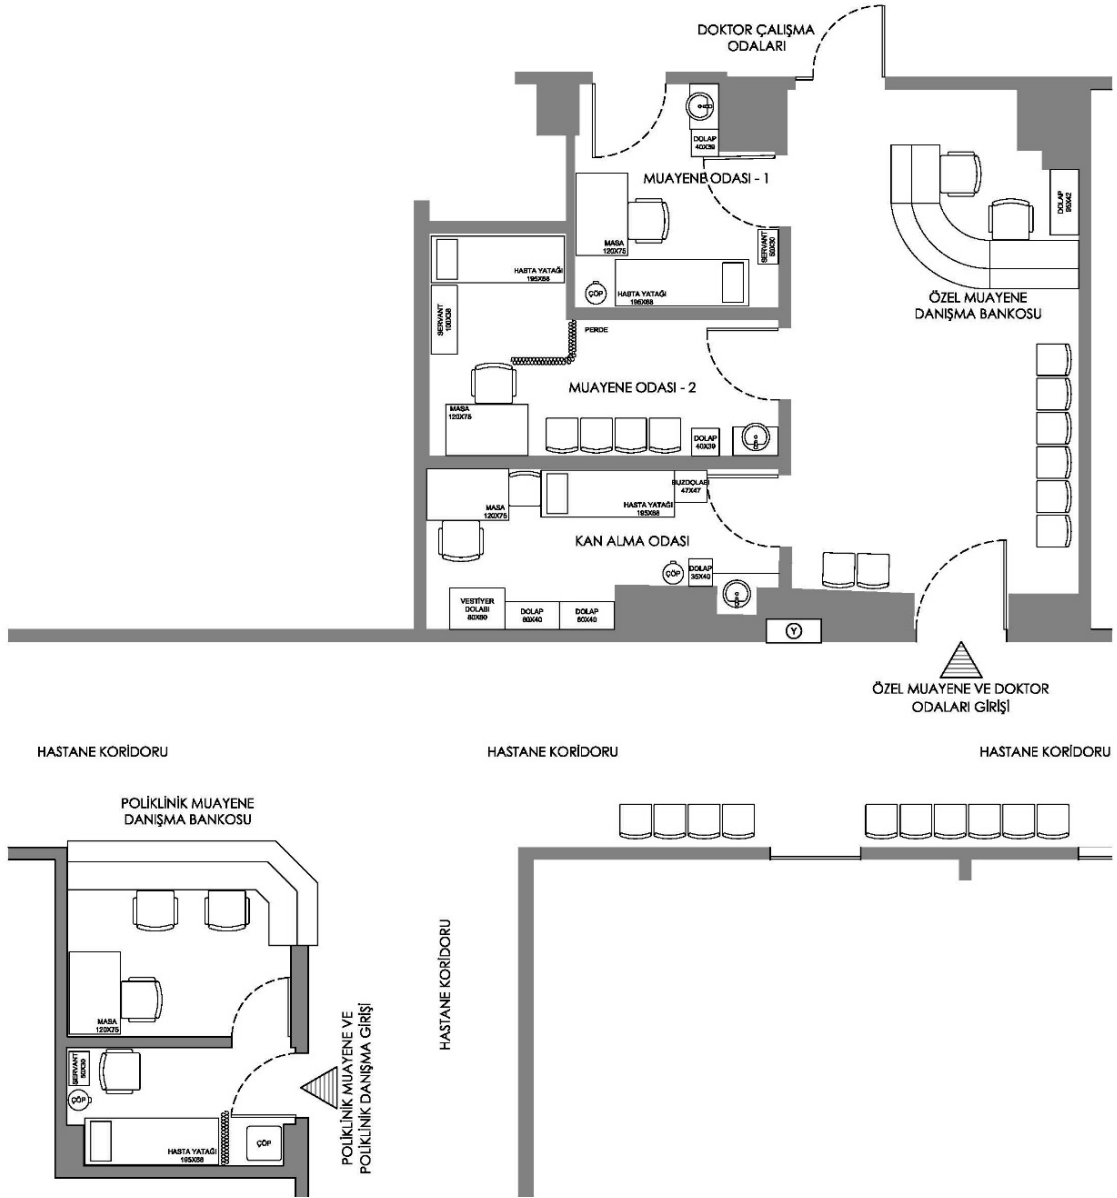 DOKTOR ÇALIŞMA
ODALARI
DOLAP
40X39
MUAYENE ODASI - 1
DOLAP
95X42
MASA
120X75
SERVANT
50X30
HASTA YATAĞI
195X68
ÇÖP
HASTA YATAĞI
195X68
ÖZEL MUAYENE
DANIŞMA BANKOSU
SERVANT
100X38
PERDE
MUAYENE ODASI - 2
MASA
120X75
DOLAP
40X39
BUZDOLABI
47X47
MASA
120X75
HASTA YATAĞI
195X68
KAN ALMA ODASI
ÇÖP
DOLAP
35X40
VESTİYER
DOLABI
80X60
DOLAP
80X40
DOLAP
80X40
Y
ÖZEL MUAYENE VE DOKTOR
ODALARI GİRİŞİ
HASTANE KORİDORU
HASTANE KORİDORU
HASTANE KORİDORU
POLİKLİNİK MUAYENE
DANIŞMA BANKOSU
HASTANE KORİDORU
MASA
120X75
SERVANT
50X30
ÇÖP
POLİKLİNİK MUAYENE VE
POLİKLİNİK DANIŞMA GİRİŞİ
HASTA YATAĞI
195X68
ÇÖP